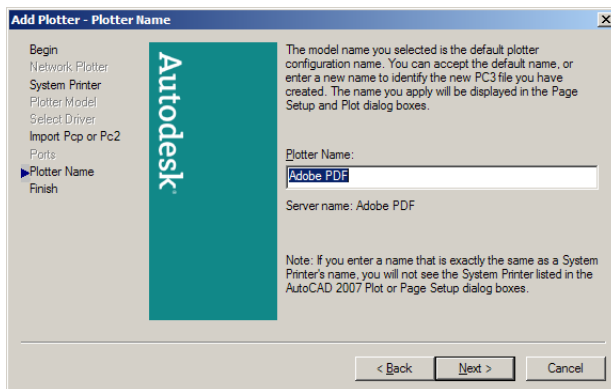 Add Plotter - Plotter Name
Begin
Network Plotter
System Printer
Plotter Model
Select Driver
Import Pcp or Pc2
Ports
Plotter Name
Finish
Autodesk
The model name you selected is the default plotter
configuration name. You can accept the default name, or
enter a new name to identify the new PC3 file you have
created. The name you apply will be displayed in the Page
Setup and Plot dialog boxes.
Plotter Name:
Adobe PDF
Server name: Adobe PDF
Note: If you enter a name that is exactly the same as a System
Printer's name, you will not see the System Printer listed in the
AutoCAD 2007 Plot or Page Setup dialog boxes.
< Back
Next >
Cancel